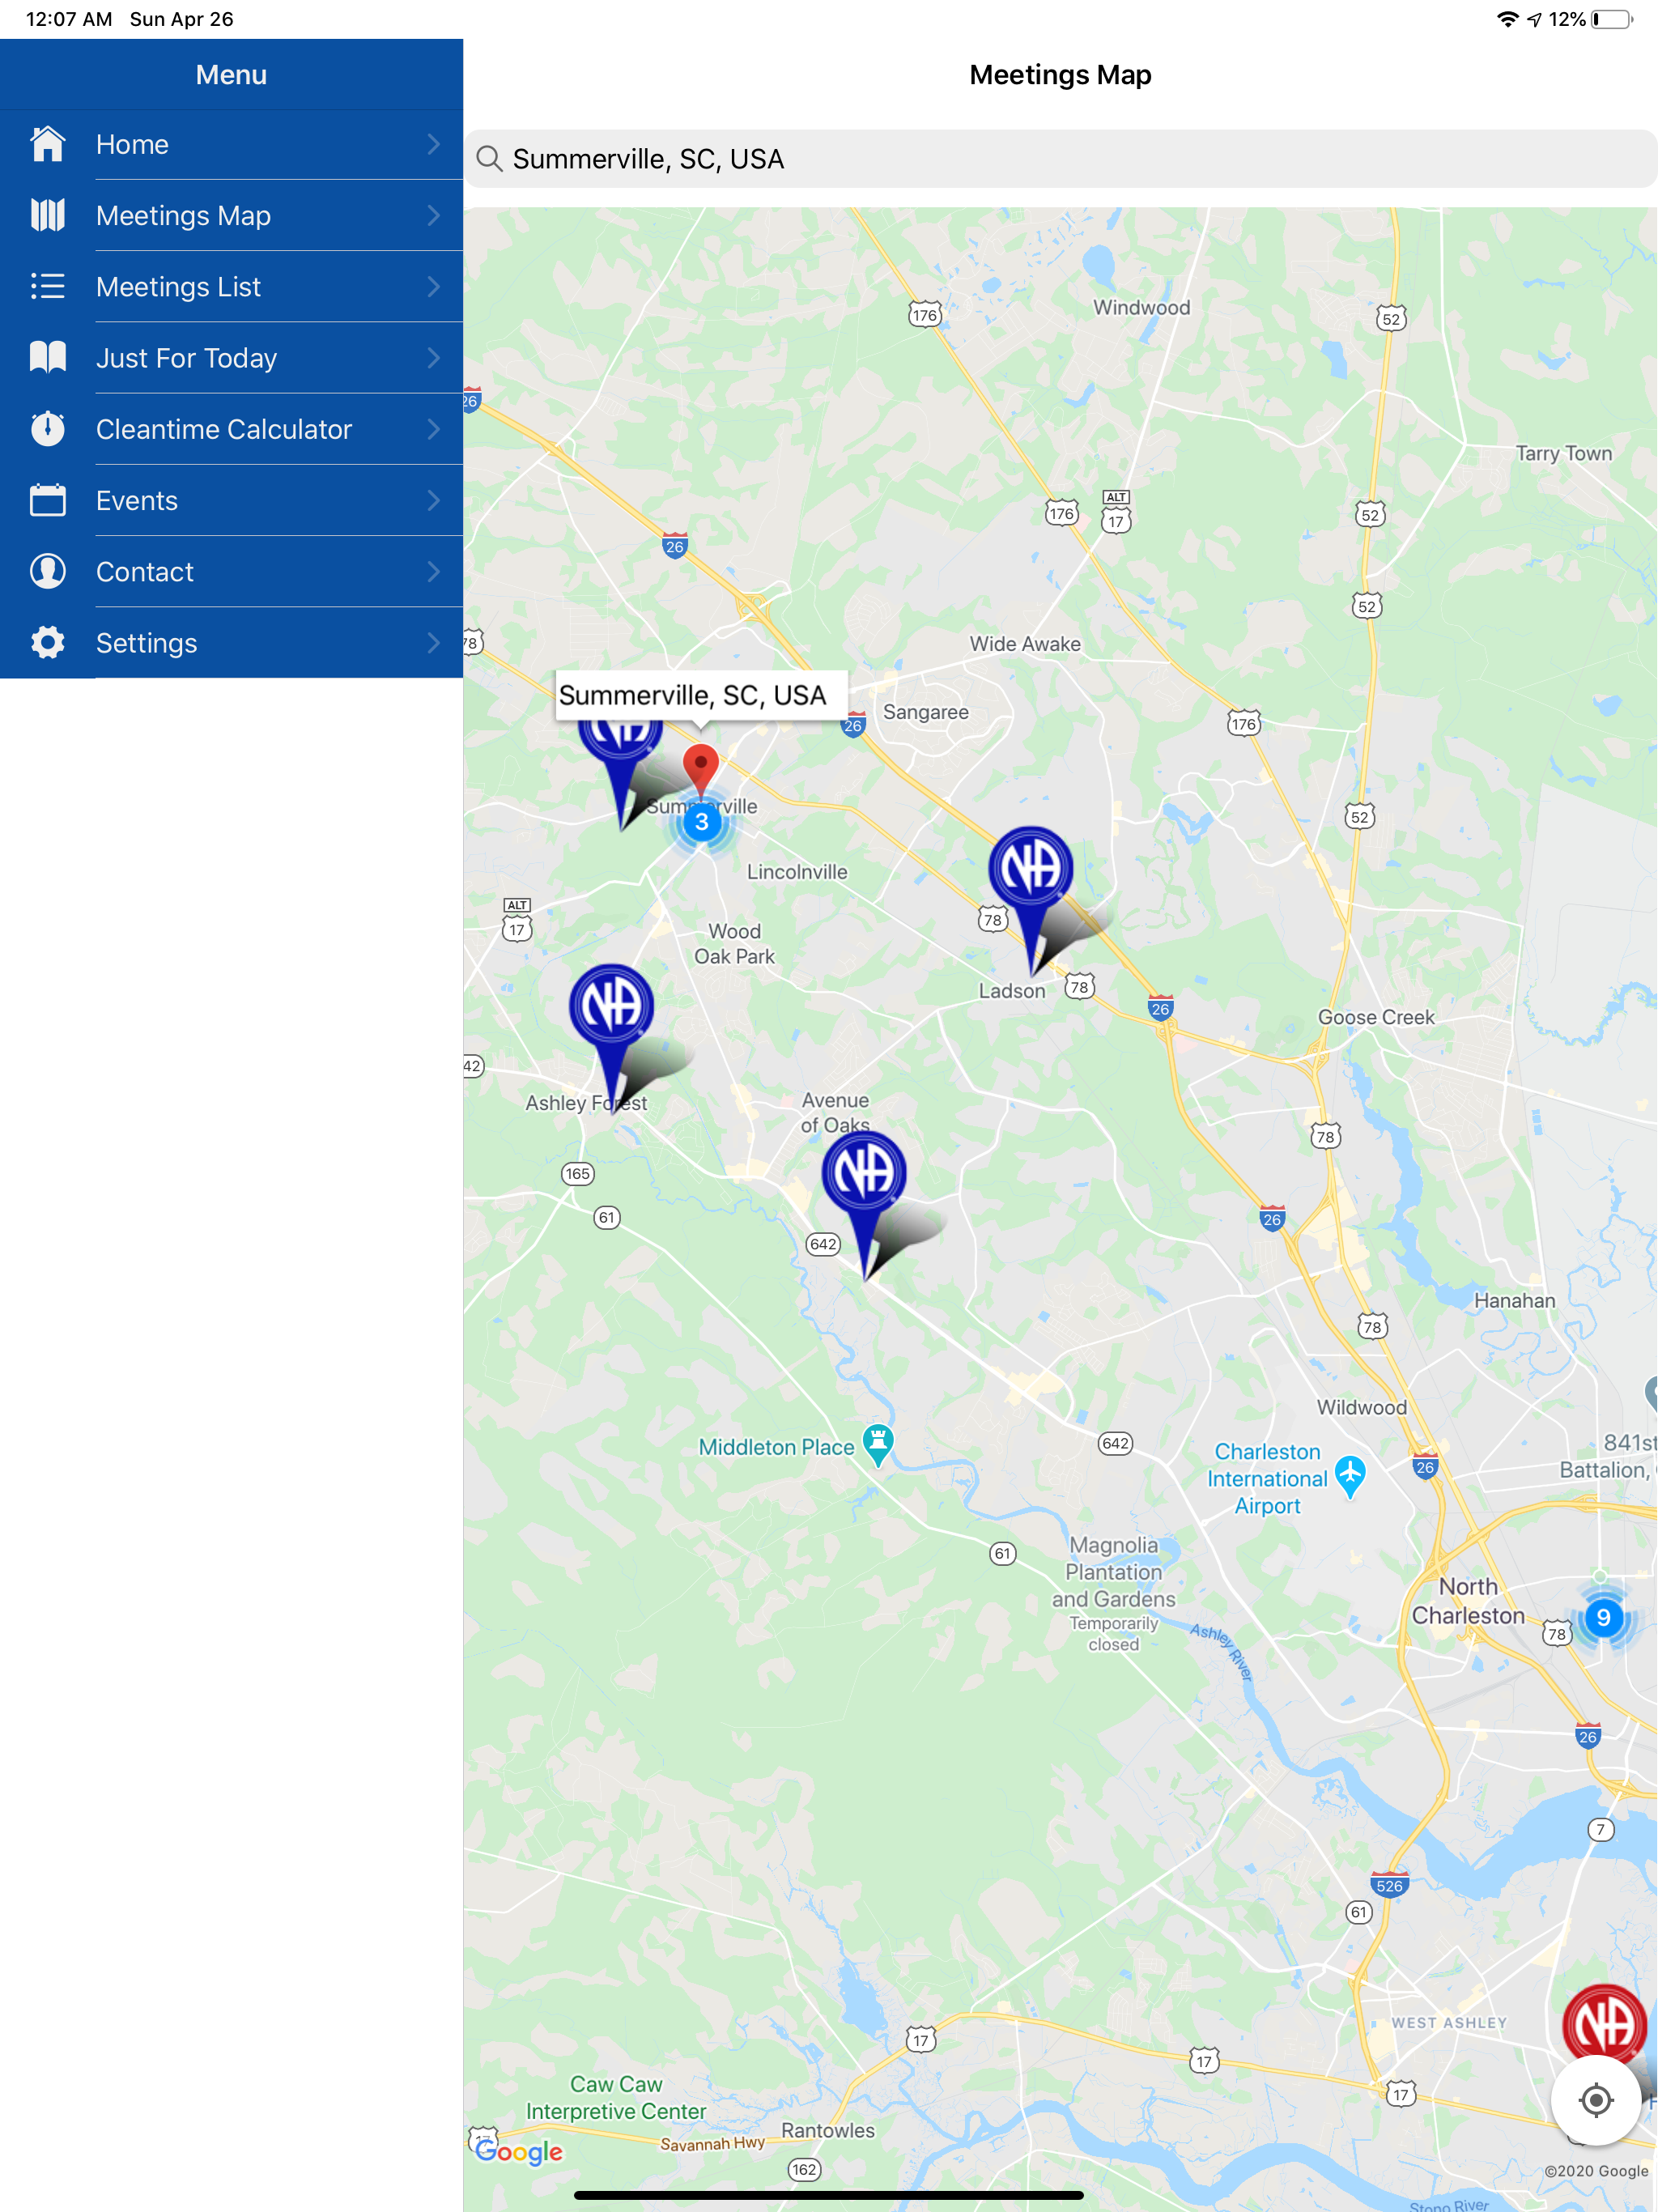 12:07 AM Sun Apr 26
12%
Menu
Home
Meetings Map
Meetings List
Just For Today
Cleantime Calculator
Events
Contact
Settings
Meetings Map
Summerville, SC, USA
176
Windwood
52
26
Tarry Town
176
ALT
17
52
26
52
78
Wide Awake
Summerville, SC, USA
Sangaree
26
176
NA
Summerville
3
52
Lincolnville
NA
ALT
17
78
Wood
Oak Park
Ladson
78
26
NA
Goose Creek
42
Ashley Forest
Avenue
of Oaks
78
NA
165
61
26
642
Hanahan
78
Wildwood
Middleton Place
642
Charleston
International
Airport
26
841st
Battalion,
61
Magnolia
Plantation
and Gardens
Temporarily
closed
North
Charleston
9
78
Ashley River
26
7
526
61
NA
WEST ASHLEY
17
17
17
Caw Caw
Interpretive Center
Rantowles
17
Google
Savannah Hwy
162
©2020 Google
Stono River